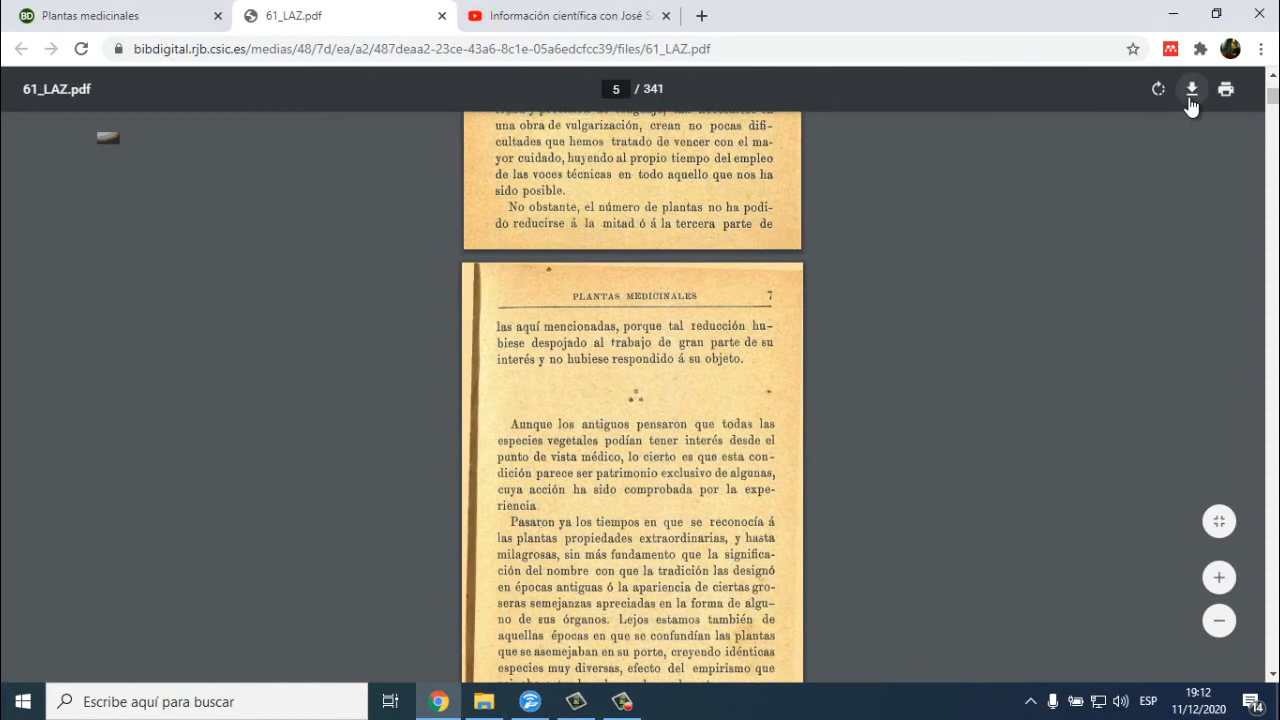 Plantas medicinales
61_LAZ.pdf
Información científica con José S
bibdigital.rjb.csic.es/medias/48/7d/ea/a2/487deaa2-23ce-43a6-8c1e-05a6edcfcc39/files/61_LAZ.pdf
61_LAZ.pdf
5 / 341
una obra de vulgarización, crean no pocas difi-
cultades que hemos tratado de vencer con el ma-
yor cuidado, huyendo al propio tiempo del empleo
de las voces técnicas en todo aquello que nos ha
sido posible.
No obstante, el número de plantas no ha podi-
do reducirse á la mitad ó á la tercera parte de
PLANTAS MEDICINALES 7
las aquí mencionadas, porque tal reducción hu-
biese despojado al trabajo de gran parte de su
interés y no hubiese respondido á su objeto.
Aunque los antiguos pensaron que todas las
especies vegetales podían tener interés desde el
punto de vista médico, lo cierto es que esta con-
dición parece ser patrimonio exclusivo de algunas,
cuya acción ha sido comprobada por la expe-
riencia
Pasaron ya los tiempos en que se reconocía á
las plantas propiedades extraordinarias, y hasta
milagrosas, sin más fundamento que la significa-
ción del nombre con que la tradición las designó
en épocas antiguas ó la apariencia de ciertas gro-
seras semejanzas apreciadas en la forma de algu-
no de sus órganos. Lejos estamos también de
aquellas épocas en que se confundían las plantas
que se asemejaban en su porte, creyendo idénticas
especies muy diversas, efecto del empirismo que
Escribe aquí para buscar
ESP
19:12
11/12/2020
14